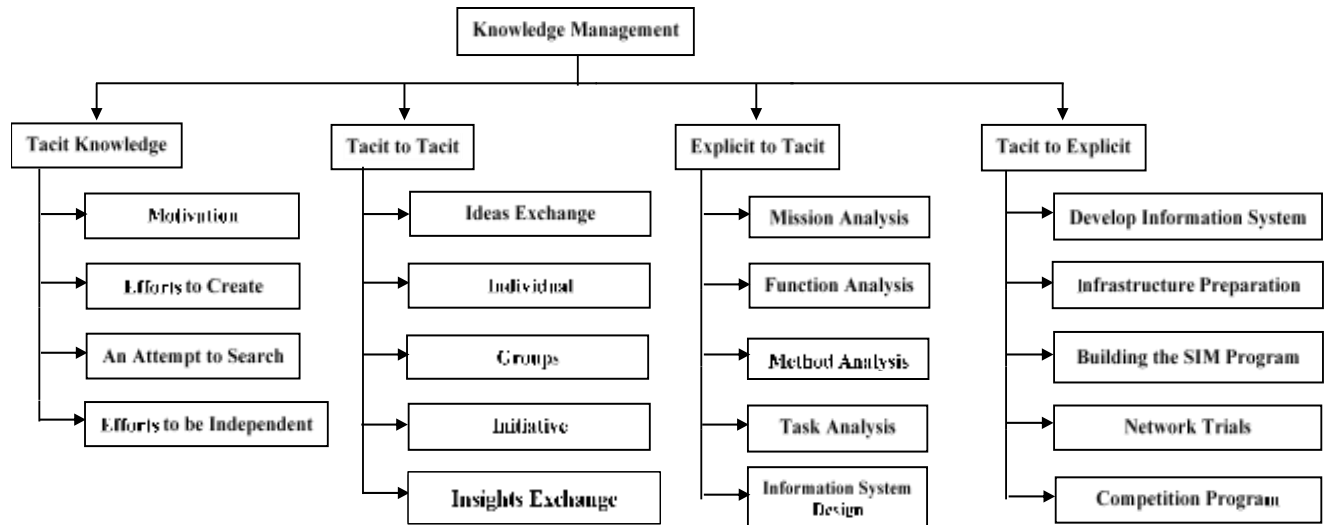 Knowledge Management
Tacit Knowledge
Motivation
Efforts to Create
An Attempt to Search
Efforts to be Independent
Tacit to Tacit
Ideas Exchange
Individual
Groups
Initiative
Insights Exchange
Explicit to Tacit
Mission Analysis
Function Analysis
Method Analysis
Task Analysis
Information System
Design
Tacit to Explicit
Develop Information System
Infrastructure Preparation
Building the SIM Program
Network Trials
Competition Program